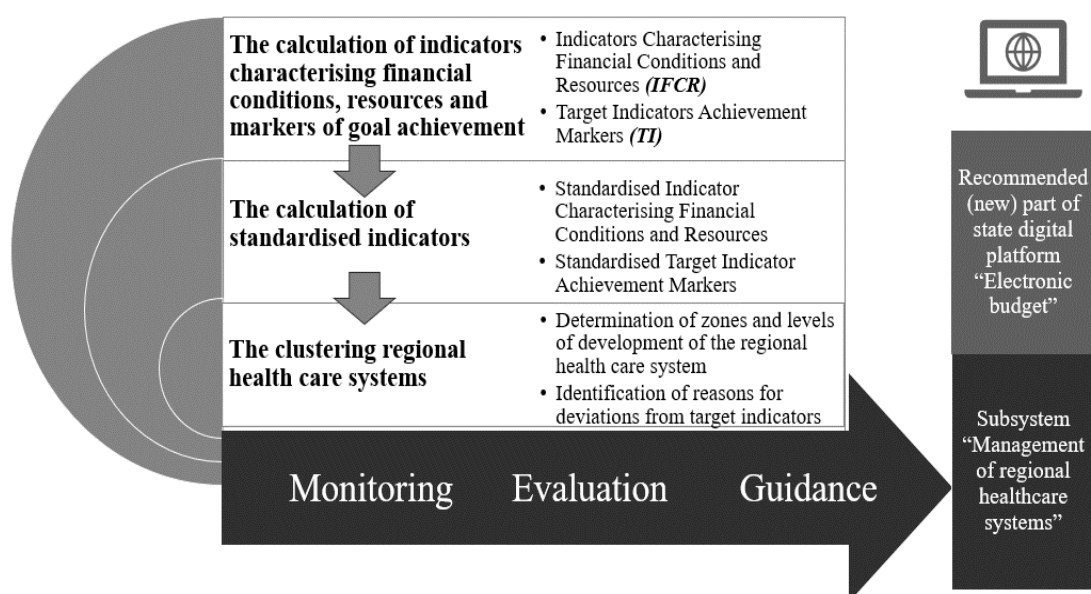 The calculation of indicators
characterising financial
conditions, resources and
markers of goal achievement
• Indicators Characterising
Financial Conditions and
Resources (IFCR)
• Target Indicators Achievement
Markers (TI)
The calculation of
standardised indicators
• Standardised Indicator
Characterising Financial
Conditions and Resources
• Standardised Target Indicator
Achievement Markers
The clustering regional
health care systems
• Determination of zones and levels
of development of the regional
health care system
• Identification of reasons for
deviations from target indicators
Monitoring Evaluation Guidance
Recommended
(new) part of
state digital
platform
“Electronic
budget”
Subsystem
“Management
of regional
healthcare
systems”